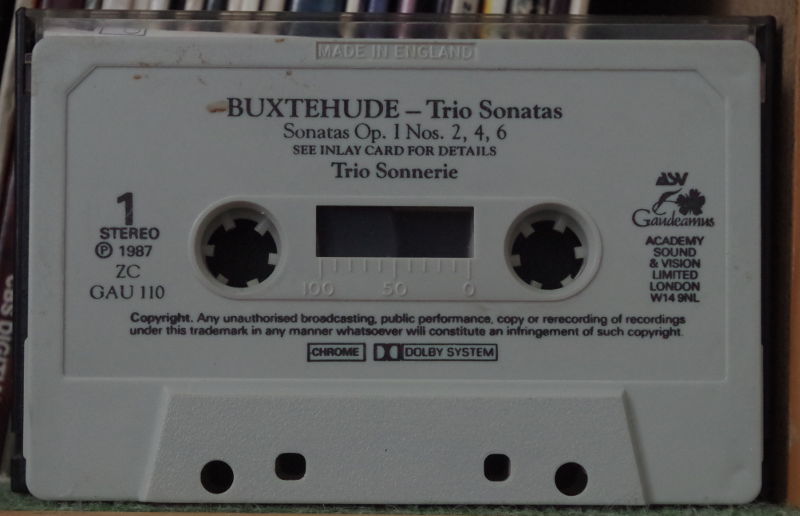 MADE IN ENGLAND
BUXTEHUDE – Trio Sonatas
Sonatas Op. 1 Nos. 2, 4, 6
SEE INLAY CARD FOR DETAILS
Trio Sonnerie
1
STEREO
Ⓟ 1987
ZC
GAU 110
ASV
Gaudeamus
ACADEMY
SOUND
& VISION
LIMITED
LONDON
W14 9NL
100 50 0
Copyright. Any unauthorised broadcasting, public performance, copy or rerecording of recordings
under this trademark in any manner whatsoever will constitute an infringement of such copyright.
CHROME DOLBY SYSTEM
CBS DIGITAL